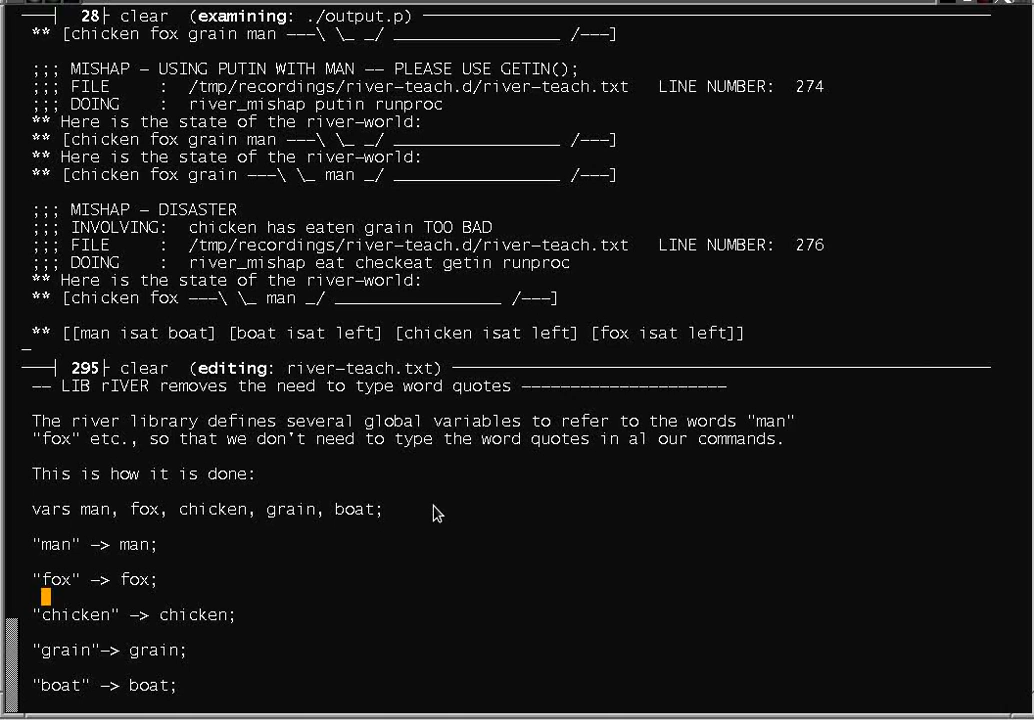 28 clear (examining: ./output.p)
** [chicken fox grain man ---\ \_ _/ _________________ /---]
;;; MISHAP - USING PUTIN WITH MAN -- PLEASE USE GETIN();
;;; FILE : /tmp/recordings/river-teach.d/river-teach.txt LINE NUMBER: 274
;;; DOING : river_mishap putin runproc
** Here is the state of the river-world:
** [chicken fox grain man ---\ \_ _/ _________________ /---]
** Here is the state of the river-world:
** [chicken fox grain ---\ \_ man _/ _________________ /---]
;;; MISHAP - DISASTER
;;; INVOLVING: chicken has eaten grain TOO BAD
;;; FILE : /tmp/recordings/river-teach.d/river-teach.txt LINE NUMBER: 276
;;; DOING : river_mishap eat checkeat getin runproc
** Here is the state of the river-world:
** [chicken fox ---\ \_ man _/ _________________ /---]
** [[man isat boat] [boat isat left] [chicken isat left] [fox isat left]]
295 clear (editing: river-teach.txt)
-- LIB rIVER removes the need to type word quotes ---------------------
The river library defines several global variables to refer to the words "man"
"fox" etc., so that we don't need to type the word quotes in al our commands.
This is how it is done:
vars man, fox, chicken, grain, boat;
"man" -> man;
"fox" -> fox;
"chicken" -> chicken;
"grain"-> grain;
"boat" -> boat;